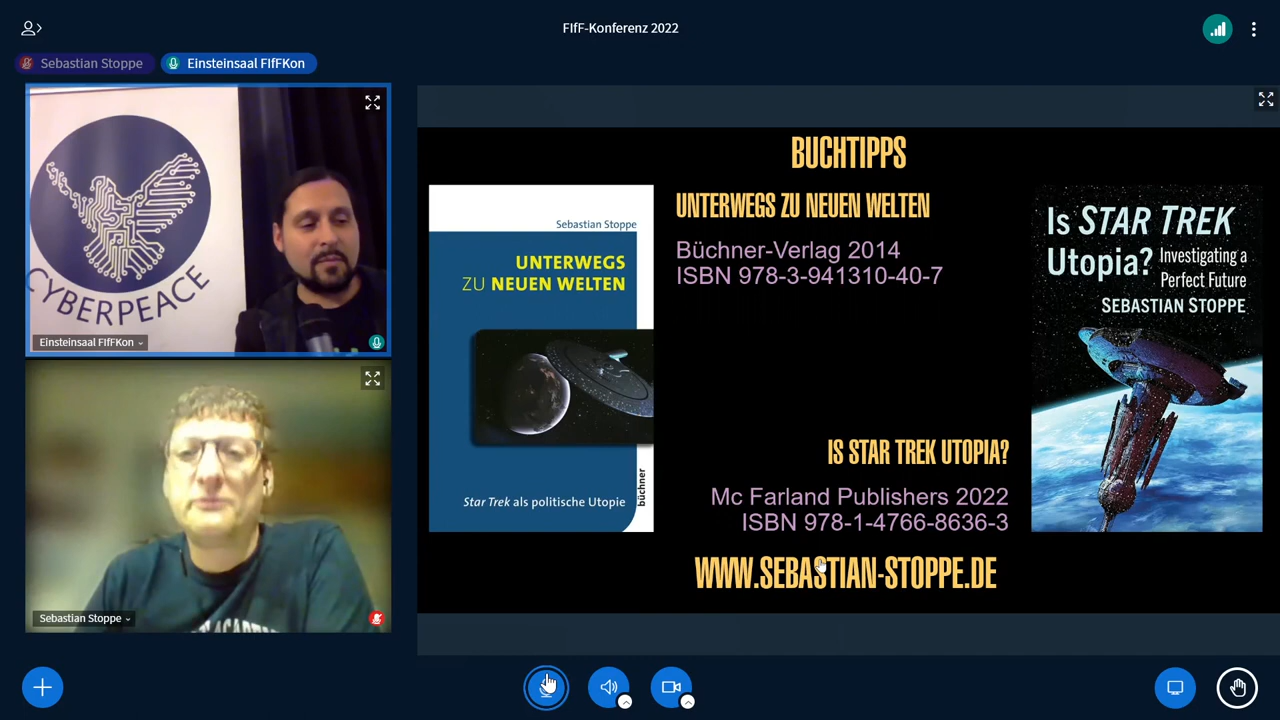 FIfF-Konferenz 2022
Sebastian Stoppe
Einsteinsaal FIfFKon
CYBERPEACE
Einsteinsaal FIfFKon
Sebastian Stoppe
BUCHTIPPS
Sebastian Stoppe
UNTERWEGS
ZU NEUEN WELTEN
büchner
Star Trek als politische Utopie
UNTERWEGS ZU NEUEN WELTEN
Büchner-Verlag 2014
ISBN 978-3-941310-40-7
IS STAR TREK UTOPIA?
Mc Farland Publishers 2022
ISBN 978-1-4766-8636-3
Is STAR TREK
Utopia? Investigating a
Perfect Future
SEBASTIAN STOPPE
WWW.SEBASTIAN-STOPPE.DE